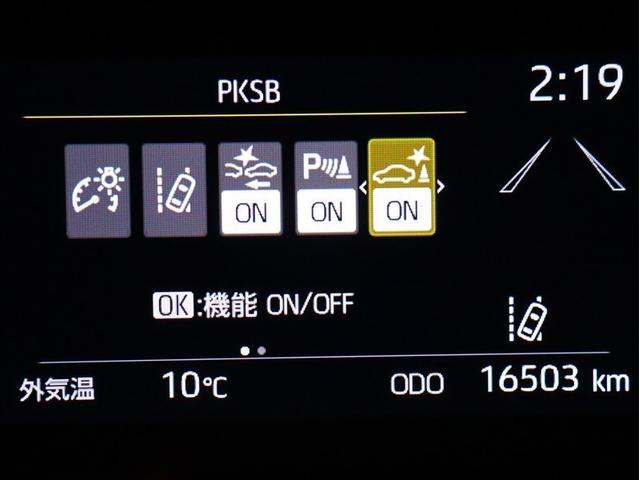 PKSB
2:19
P
ON ON ON
OK:機能 ON/OFF
外気温 10℃ ODO 16503 km